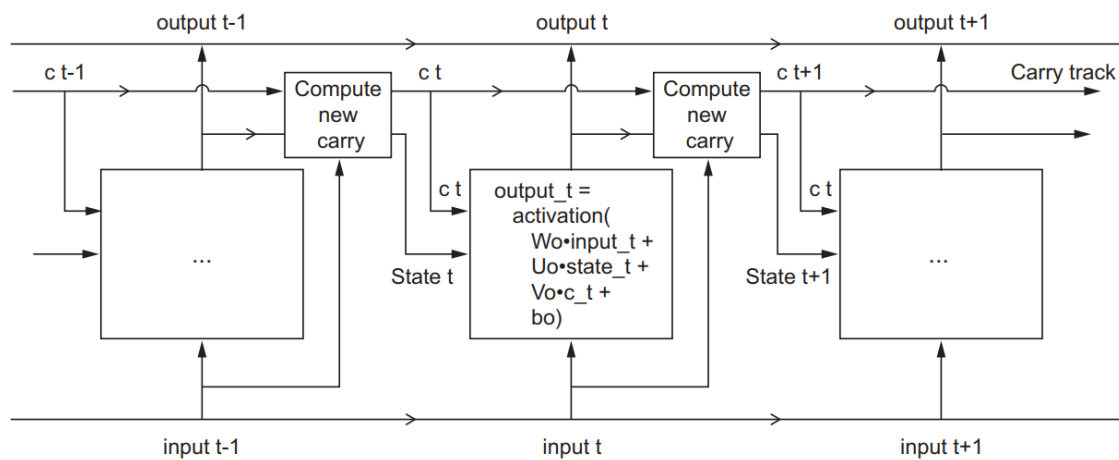 output t-1
output t
output t+1
c t-1
c t
c t+1
Carry track
Compute
new
carry
Compute
new
carry
c t
c t
...
output_t =
activation(
Wo•input_t +
Uo•state_t +
Vo•c_t +
bo)
...
State t
State t+1
input t-1
input t
input t+1